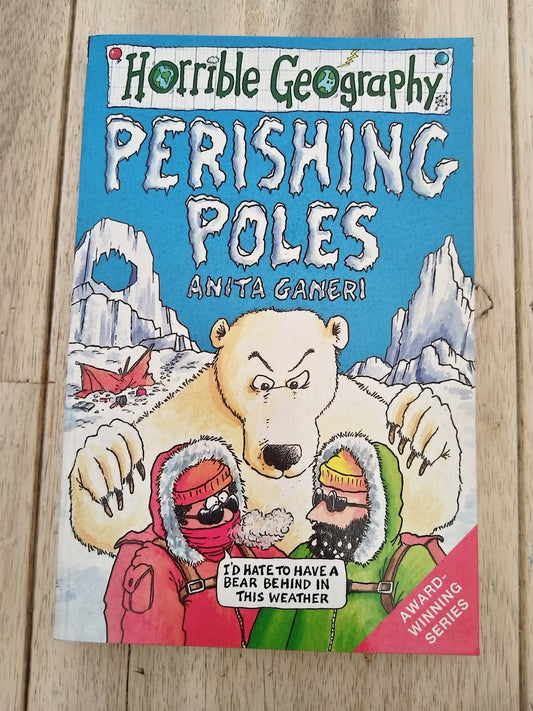 HORRIBLE GEOGRAPHY
PERISHING
POLES
ANITA GANERI
I'D HATE TO HAVE A
BEAR BEHIND IN
THIS WEATHER
AWARD-
WINNING
SERIES